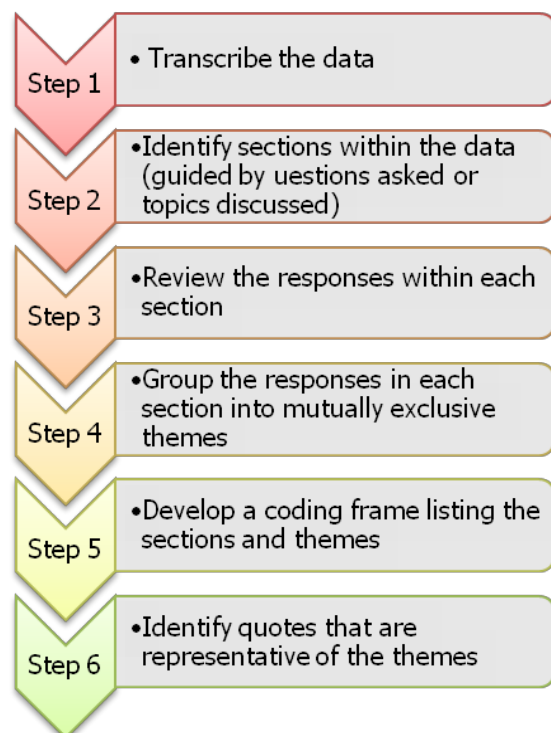 Step 1
• Transcribe the data
Step 2
•Identify sections within the data
(guided by uestions asked or
topics discussed)
Step 3
•Review the responses within each
section
Step 4
•Group the responses in each
section into mutually exclusive
themes
Step 5
•Develop a coding frame listing the
sections and themes
Step 6
•Identify quotes that are
representative of the themes